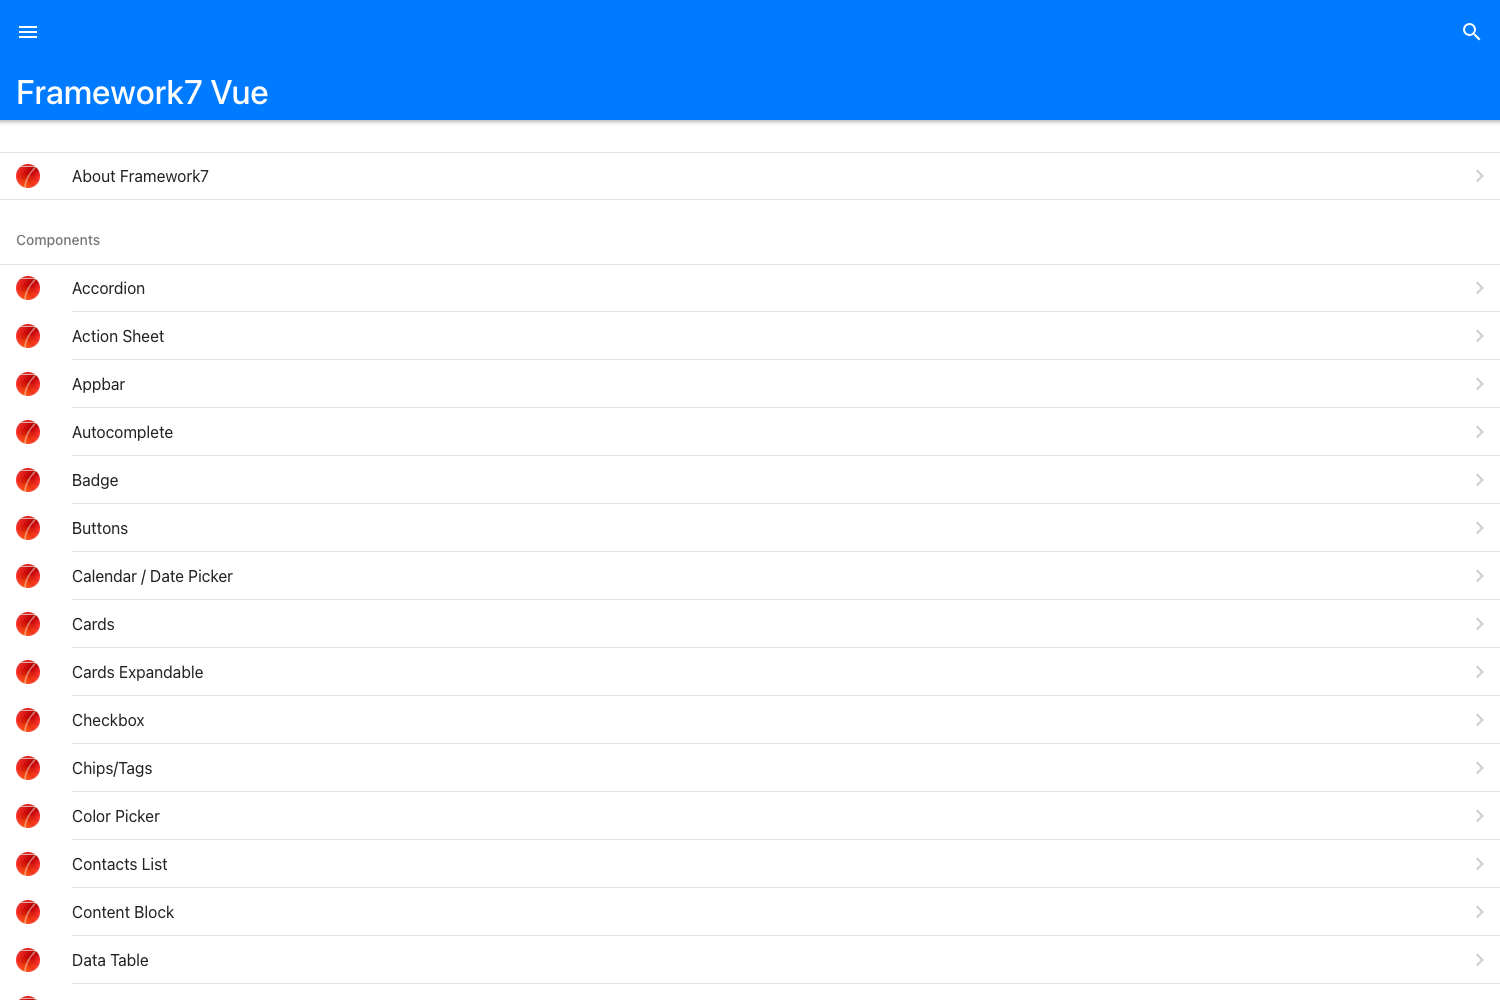 Framework7 Vue
About Framework7
Components
Accordion
Action Sheet
Appbar
Autocomplete
Badge
Buttons
Calendar / Date Picker
Cards
Cards Expandable
Checkbox
Chips/Tags
Color Picker
Contacts List
Content Block
Data Table